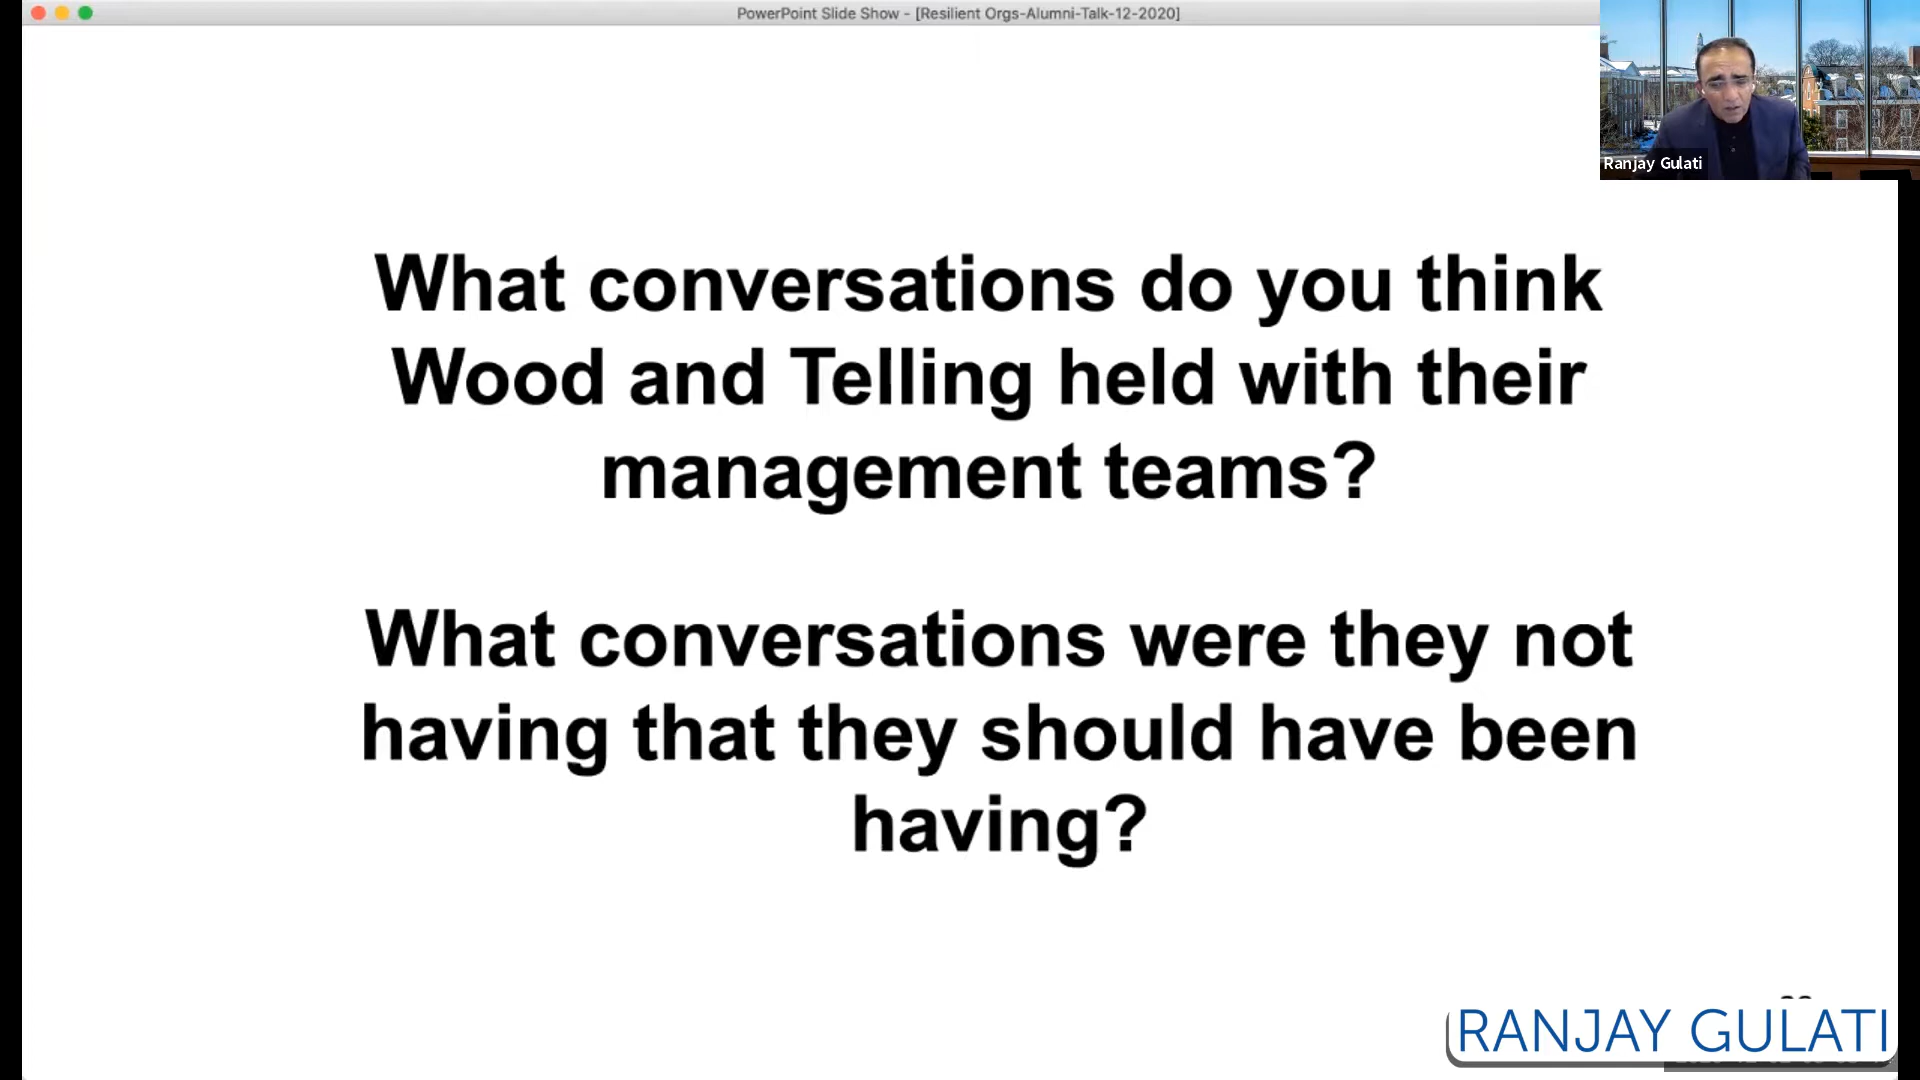 PowerPoint Slide Show - [Resilient Orgs-Alumni-Talk-12-2020]
Ranjay Gulati
What conversations do you think
Wood and Telling held with their
management teams?
What conversations were they not
having that they should have been
having?
RANJAY GULATI